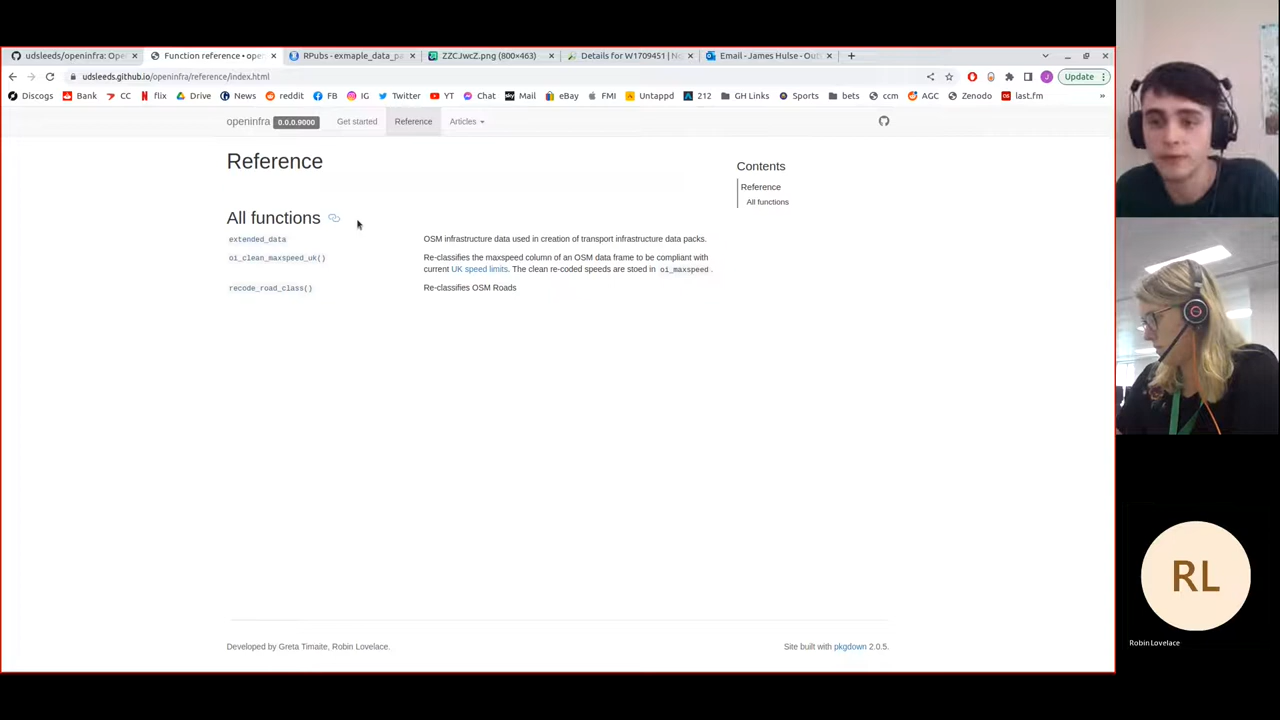 udsleeds/openinfra: Op
Function reference • open
RPubs - exmaple_data_pa
ZZCJwcZ.png (800×463)
Details for W1709451 | N
Email - James Hulse - Out
udsleeds.github.io/openinfra/reference/index.html
J
Update
Discogs
Bank
CC
flix
Drive
News
reddit
FB
IG
Twitter
YT
Chat
Mail
eBay
FMI
Untappd
212
GH Links
Sports
bets
ccm
AGC
Zenodo
last.fm
openinfra 0.0.0.9000 Get started Reference Articles
Reference
All functions
extended_data
OSM infrastructure data used in creation of transport infrastructure data packs.
oi_clean_maxspeed_uk()
Re-classifies the maxspeed column of an OSM data frame to be compliant with
current UK speed limits. The clean re-coded speeds are stoed in oi_maxspeed .
recode_road_class()
Re-classifies OSM Roads
Contents
Reference
All functions
Developed by Greta Timaite, Robin Lovelace.
Site built with pkgdown 2.0.5.
RL
Robin Lovelace